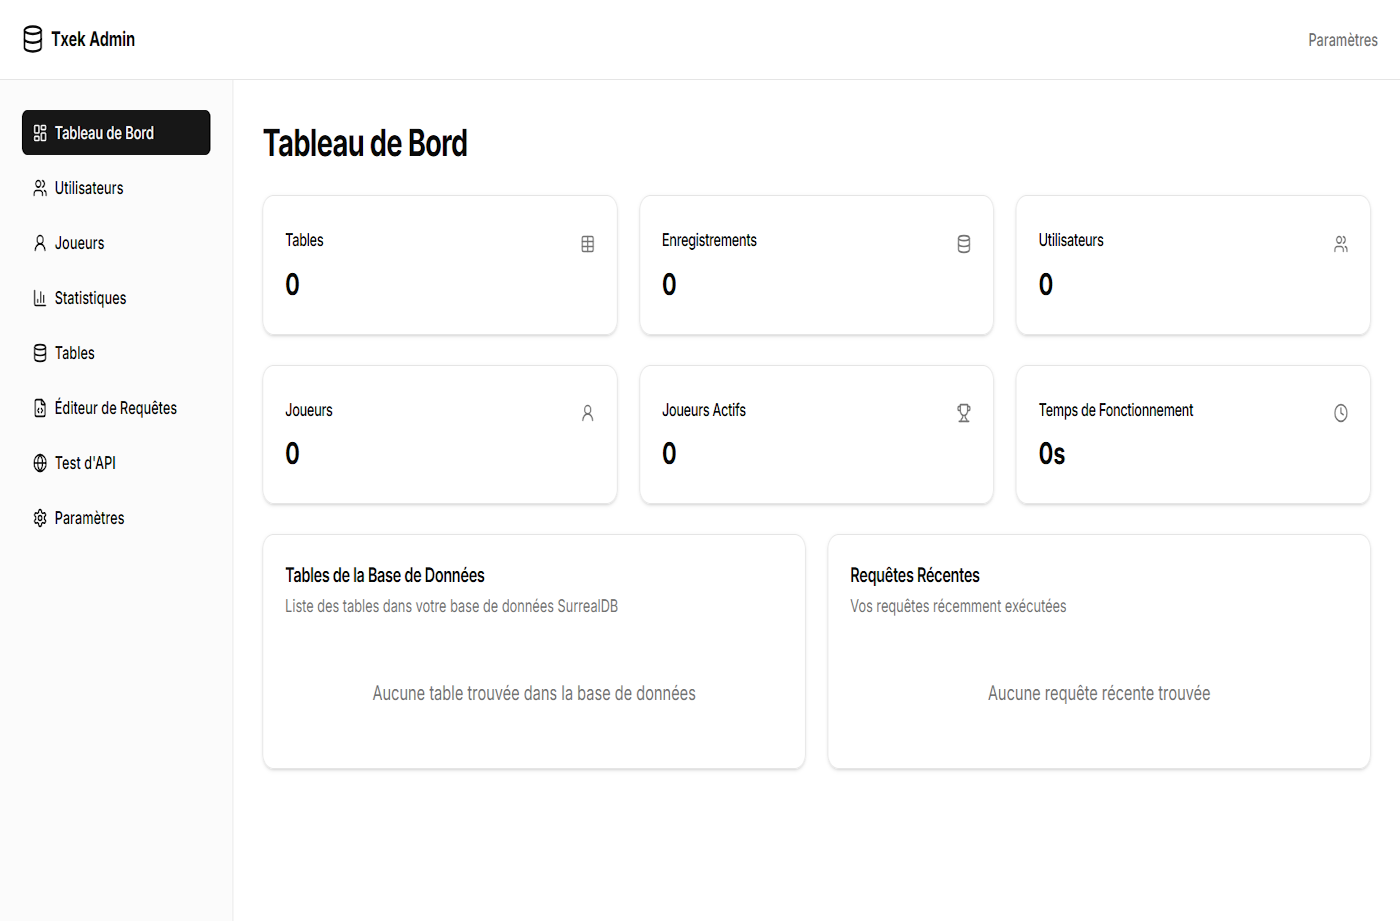 Txek Admin
Paramètres
Tableau de Bord
Utilisateurs
Joueurs
Statistiques
Tables
Éditeur de Requêtes
Test d'API
Paramètres
Tableau de Bord
Tables
0
Enregistrements
0
Utilisateurs
0
Joueurs
0
Joueurs Actifs
0
Temps de Fonctionnement
0s
Tables de la Base de Données
Liste des tables dans votre base de données SurrealDB
Aucune table trouvée dans la base de données
Requêtes Récentes
Vos requêtes récemment exécutées
Aucune requête récente trouvée